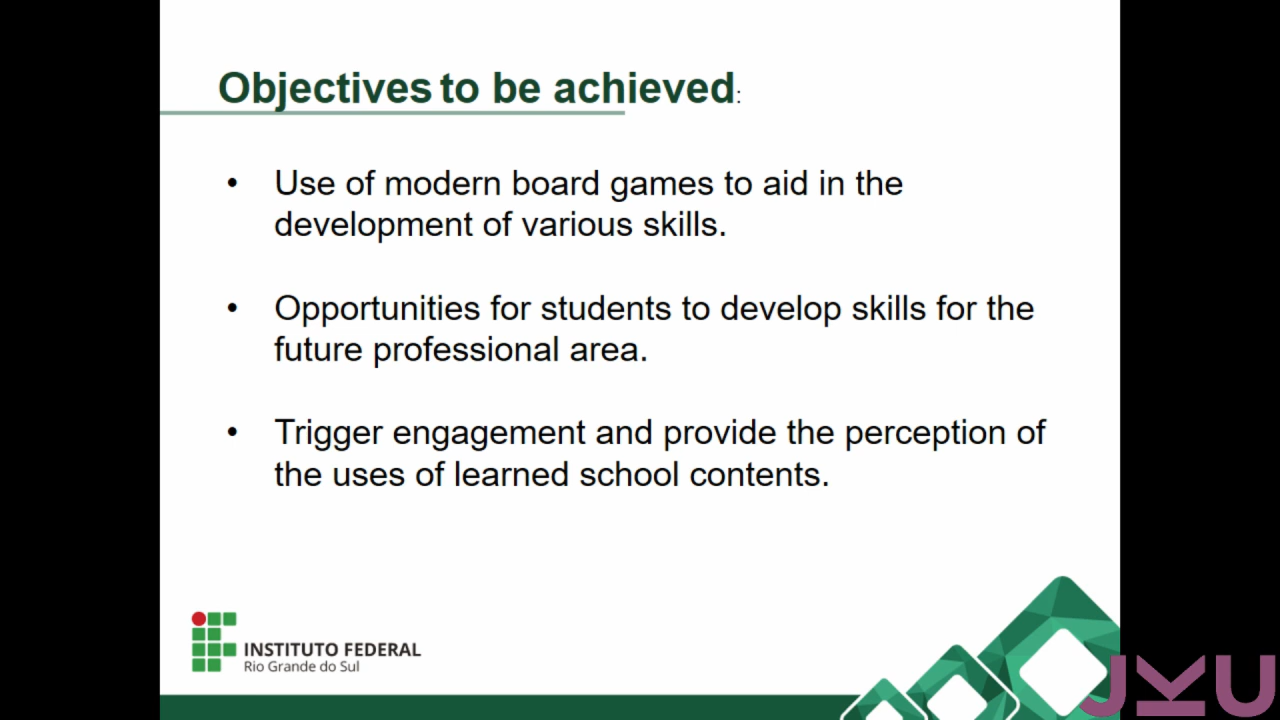 Objectives to be achieved:
• Use of modern board games to aid in the
development of various skills.
• Opportunities for students to develop skills for the
future professional area.
• Trigger engagement and provide the perception of
the uses of learned school contents.
INSTITUTO FEDERAL
Rio Grande do Sul
JKU